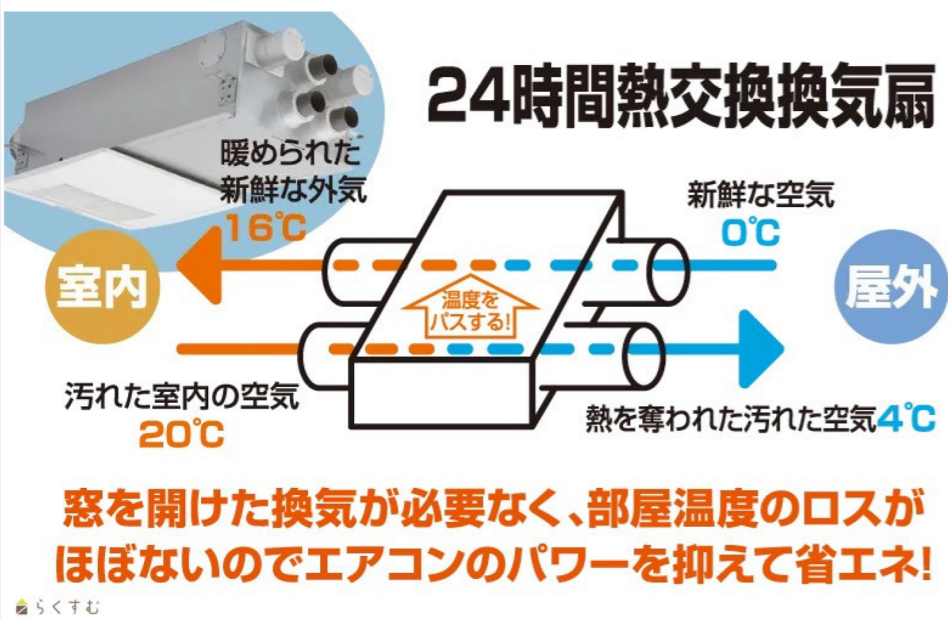 24時間熱交換換気扇
暖められた
新鮮な外気
16℃
新鮮な空気
0℃
室内
屋外
温度を
パスする!
汚れた室内の空気
20℃
熱を奪われた汚れた空気4℃
窓を開けた換気が必要なく、部屋温度のロスが
ほぼないのでエアコンのパワーを抑えて省エネ!
らくすむ